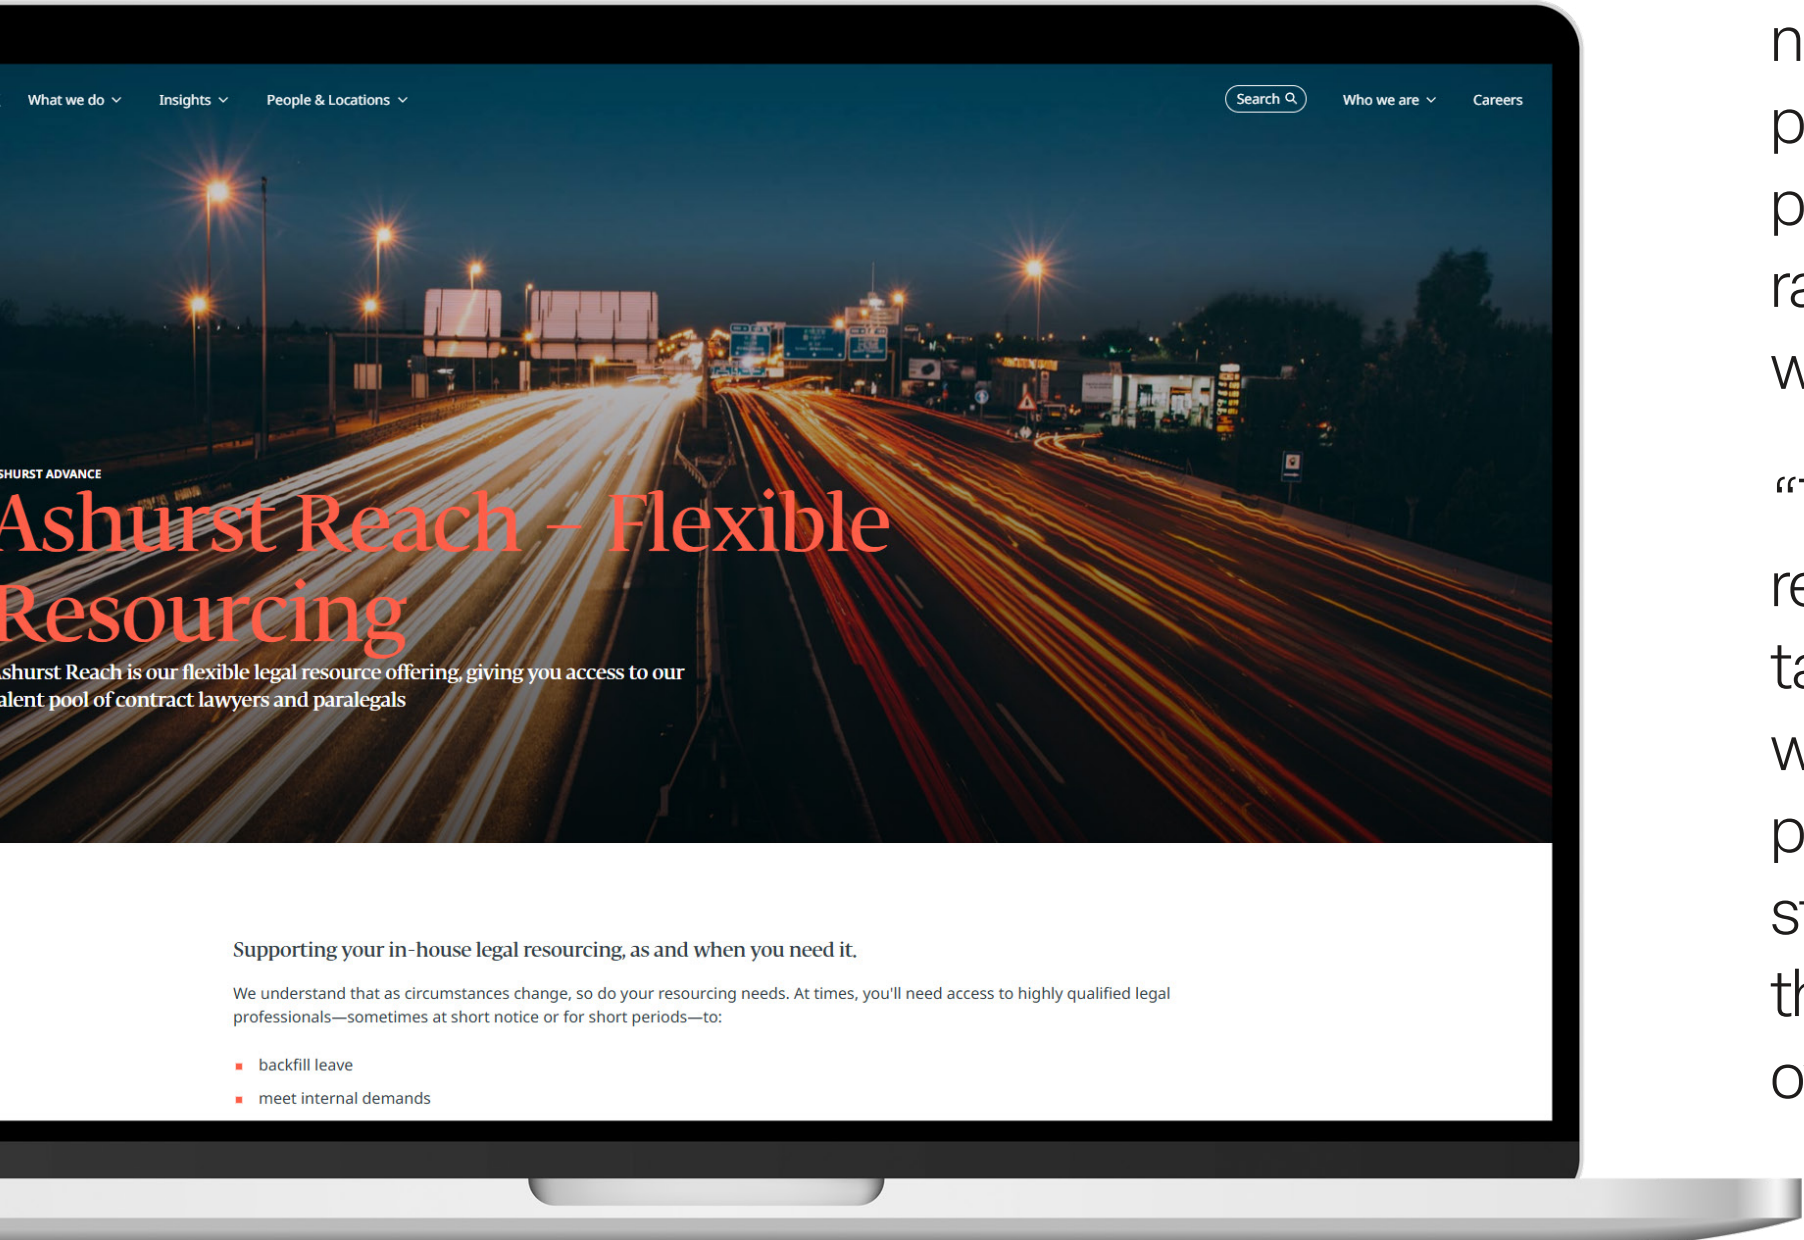 What we do
Insights
People & Locations
Search
Who we are
Careers
SHURST ADVANCE
Ashurst Reach – Flexible
Resourcing
shurst Reach is our flexible legal resource offering, giving you access to our
alent pool of contract lawyers and paralegals
Supporting your in-house legal resourcing, as and when you need it.
We understand that as circumstances change, so do your resourcing needs. At times, you'll need access to highly qualified legal
professionals—sometimes at short notice or for short periods—to:
backfill leave
meet internal demands